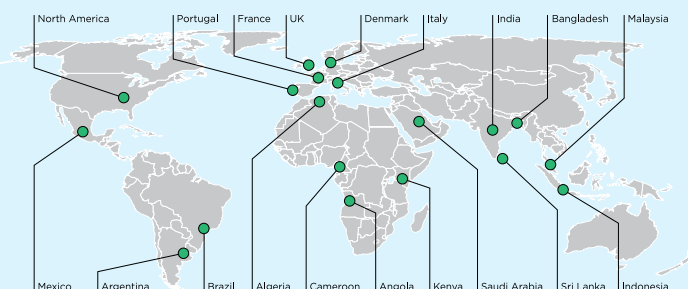 North America
Portugal
France
UK
Denmark
Italy
India
Bangladesh
Malaysia
Mexico
Argentina
Brazil
Algeria
Cameroon
Angola
Kenya
Saudi Arabia
Sri Lanka
Indonesia